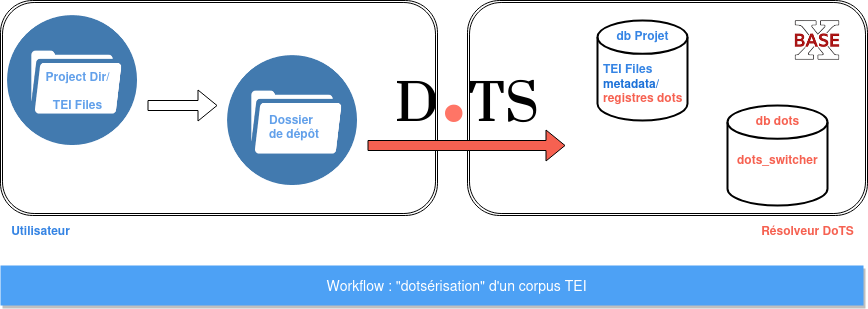 Project Dir/
TEI Files
Dossier
de dépôt
D.TS
db Projet
TEI Files
metadata/
registres dots
X
BASE
db dots
dots_switcher
Utilisateur
Résolveur DoTS
Workflow : "dotsérisation" d'un corpus TEI